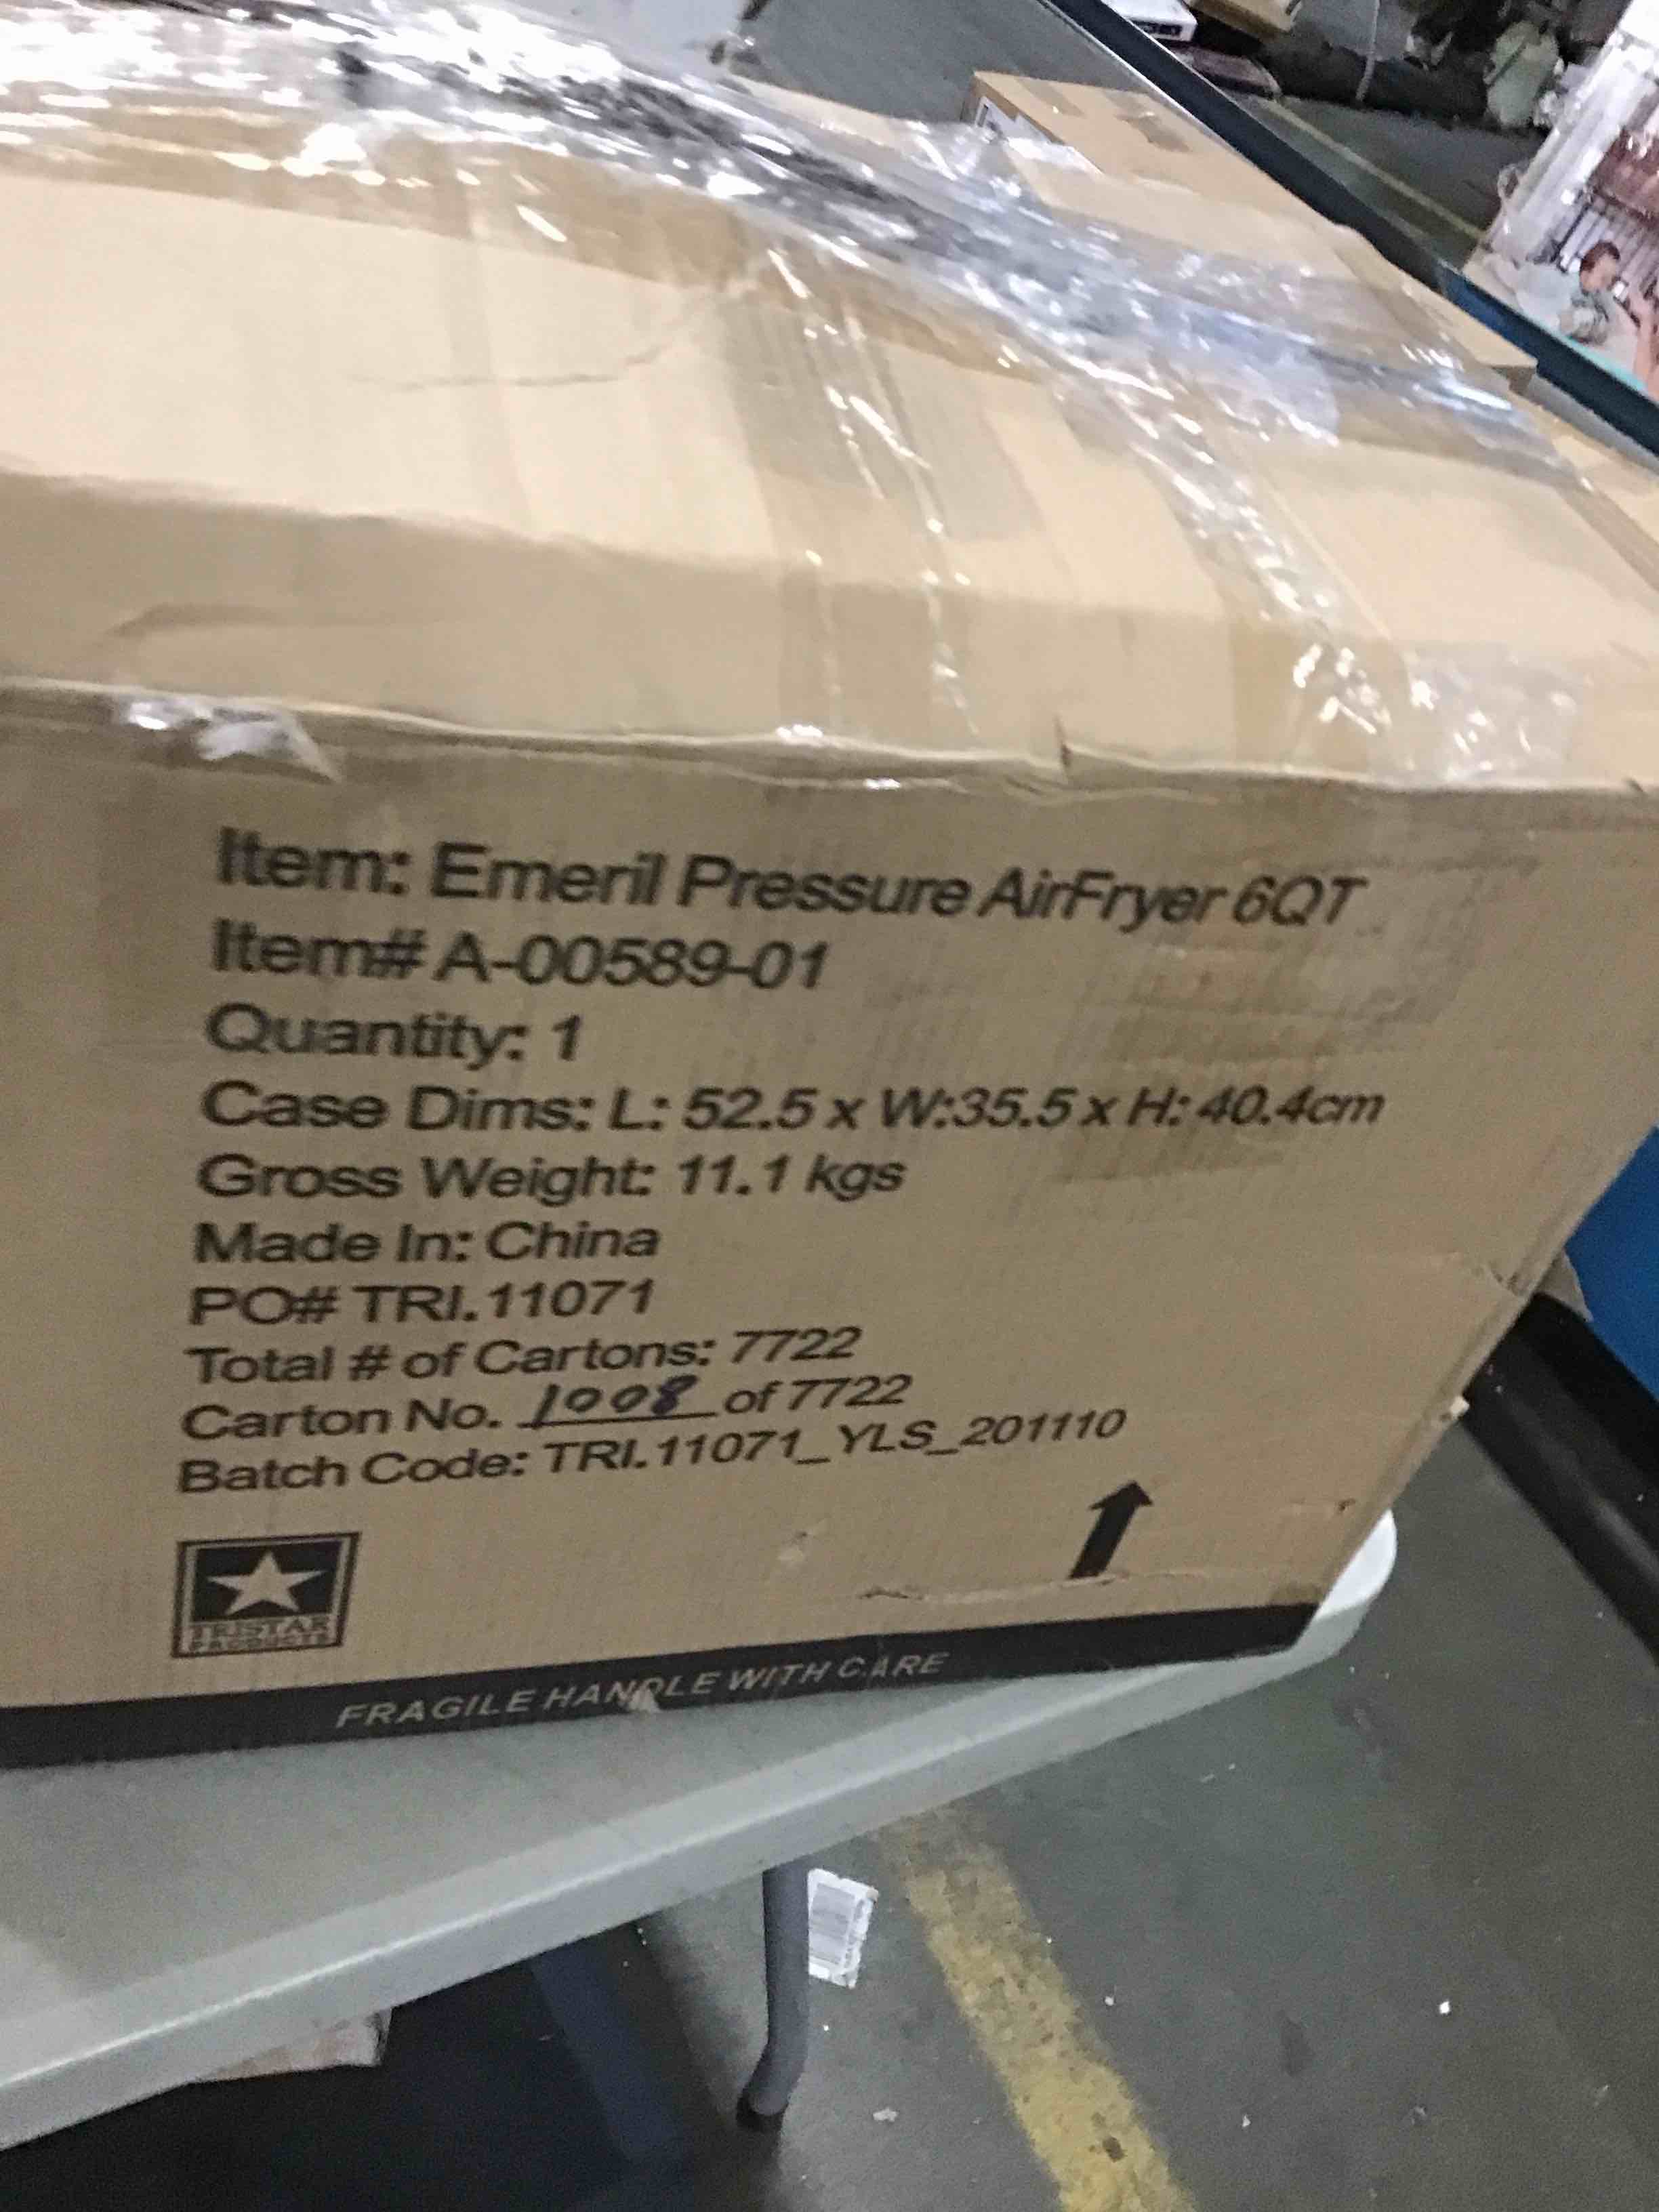 Item: Emeril Pressure AirFryer 6QT
Item# A-00589-01
Quantity: 1
Case Dims: L: 52.5 x W:35.5 x H: 40.4cm
Gross Weight: 11.1 kgs
Made In: China
PO# TRI.11071
Total # of Cartons: 7722
Carton No. 1008 of 7722
Batch Code: TRI.11071_YLS_201110
TRISTAR
PRODUCTS
FRAGILE HANDLE WITH CARE